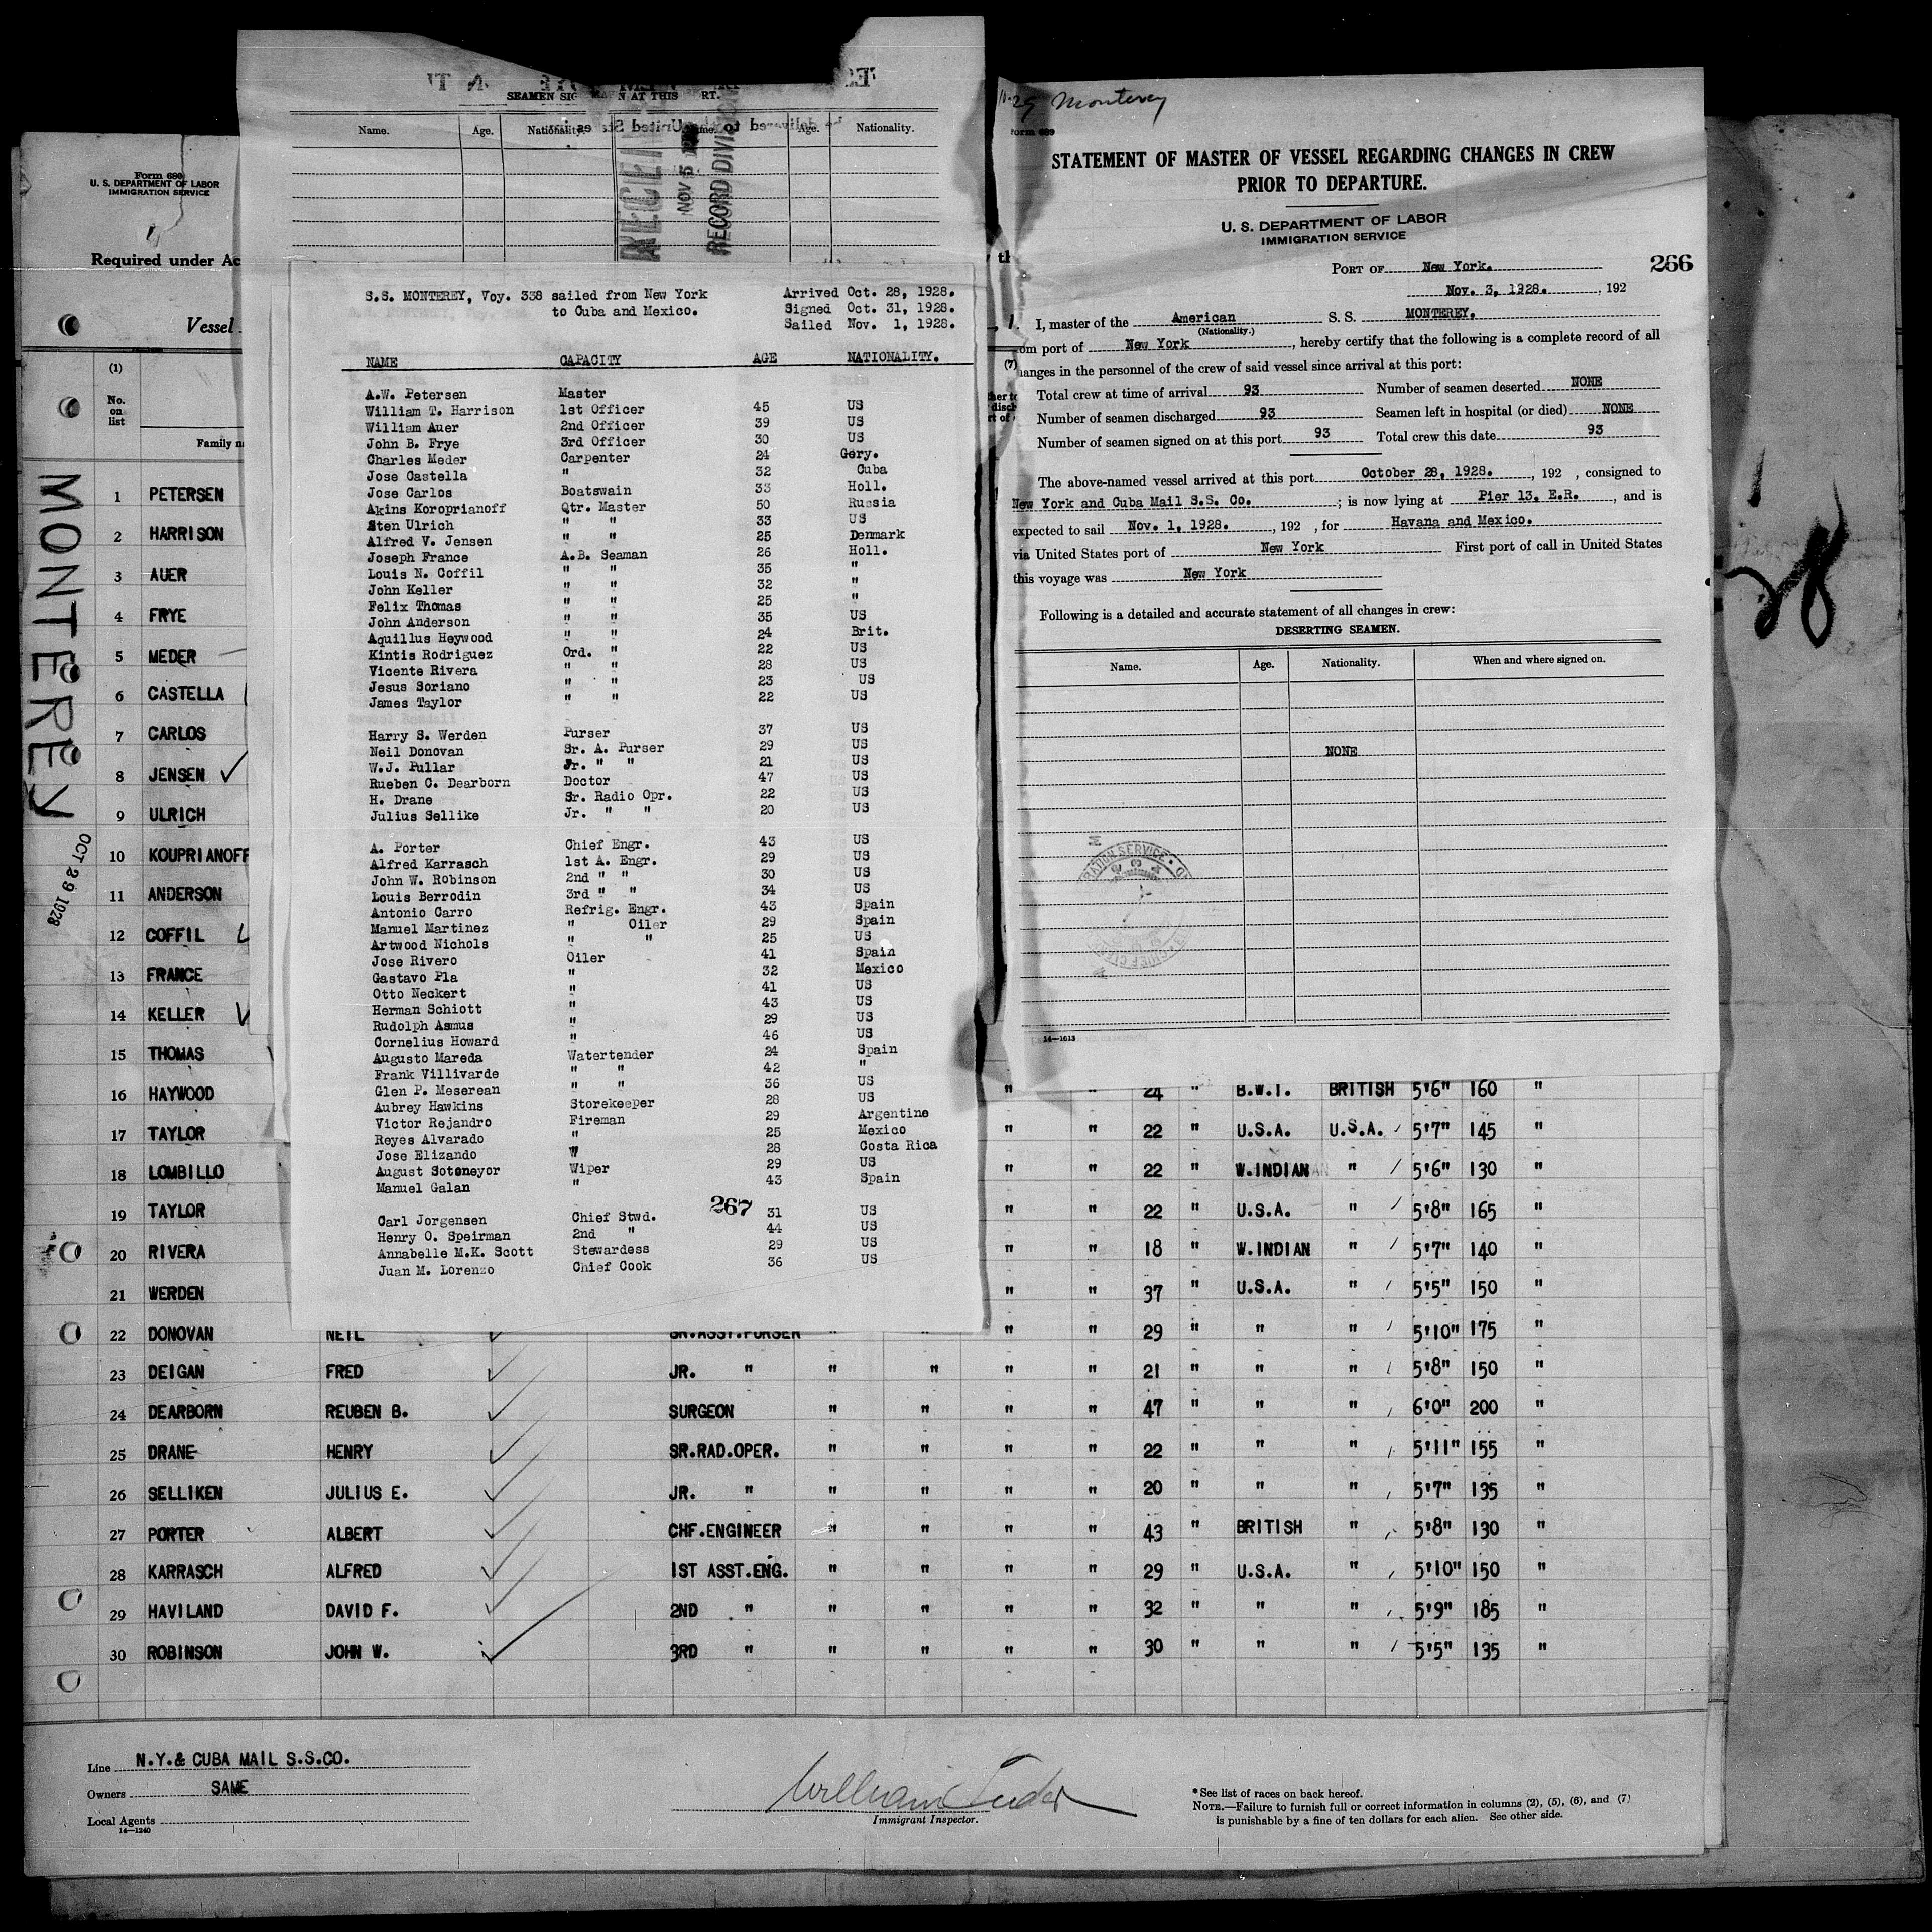 Form 680
U. S. DEPARTMENT OF LABOR
IMMIGRATION SERVICE
Required under Ac
Vessel
(1)
No. on list
Family n
MONTEREY
OCT 29 1928
1 PETERSEN
2 HARRISON
3 AUER
4 FRYE
5 MEDER
6 CASTELLA
7 CARLOS
8 JENSEN
9 ULRICH
10 KOUPRIANOFF
11 ANDERSON
12 COFFIL
13 FRANCE
14 KELLER
15 THOMAS
16 HAYWOOD " " 24 " B.W.I. BRITISH 5'6" 160 "
17 TAYLOR " " 22 " U.S.A. U.S.A. 5'7" 145 "
18 LOMBILLO " " 22 " W.INDIAN " 5'6" 130 "
19 TAYLOR " " 22 " U.S.A. " 5'8" 165 "
20 RIVERA " " 18 " W.INDIAN " 5'7" 140 "
21 WERDEN " " 37 " U.S.A. " 5'5" 150 "
22 DONOVAN NEIL SR.ASST.PURSER " " " " 29 " " " 5'10" 175 "
23 DEIGAN FRED JR. " " " " " 21 " " " 5'8" 150 "
24 DEARBORN REUBEN B. SURGEON " " " " 47 " " " 6'0" 200 "
25 DRANE HENRY SR.RAD.OPER. " " " " 22 " " " 5'11" 155 "
26 SELLIKEN JULIUS E. JR. " " " " " 20 " " " 5'7" 135 "
27 PORTER ALBERT CHF.ENGINEER " " " " 43 " BRITISH " 5'8" 130 "
28 KARRASCH ALFRED 1ST ASST.ENG. " " " " 29 " U.S.A. " 5'10" 150 "
29 HAVILAND DAVID F. 2ND " " " " " 32 " " " 5'9" 185 "
30 ROBINSON JOHN W. 3RD " " " " " 30 " " " 5'5" 135 "
Line N.Y.& CUBA MAIL S.S.CO.
Owners SAME
Local Agents
14—1240
Immigrant Inspector.
*See list of races on back hereof.
NOTE.—Failure to furnish full or correct information in columns (2), (5), (6), and (7)
is punishable by a fine of ten dollars for each alien. See other side.
Name. Age. Nationality. Age. Nationality.
NOV 5
RECORD DIVISION
S.S. MONTEREY, Voy. 338 sailed from New York Arrived Oct. 28, 1928.
to Cuba and Mexico. Signed Oct. 31, 1928.
Sailed Nov. 1, 1928.
NAME CAPACITY AGE NATIONALITY.
A.W. Petersen Master
William T. Harrison 1st Officer 45 US
William Auer 2nd Officer 39 US
John B. Frye 3rd Officer 30 US
Charles Meder Carpenter 24 Gery.
Jose Castella " 32 Cuba
Jose Carlos Boatswain 33 Holl.
Akins Koroprianoff Qtr. Master 50 Russia
Sten Ulrich " " 33 US
Alfred V. Jensen " " 25 Denmark
Joseph France A.B. Seaman 26 Holl.
Louis N. Coffil " " 35 "
John Keller " " 32 "
Felix Thomas " " 25 "
John Anderson " " 35 US
Aquillus Heywood " " 24 Brit.
Kintis Rodriguez Ord. " 22 US
Vicente Rivera " " 28 US
Jesus Soriano " " 23 US
James Taylor " " 22 US
Harry S. Werden Purser 37 US
Neil Donovan Sr. A. Purser 29 US
W.J. Pullar Jr. " " 21 US
Rueben C. Dearborn Doctor 47 US
H. Drane Sr. Radio Opr. 22 US
Julius Sellike Jr. " " 20 US
A. Porter Chief Engr. 43 US
Alfred Karrasch 1st A. Engr. 29 US
John W. Robinson 2nd " " 30 US
Louis Berrodin 3rd " " 34 US
Antonio Carro Refrig. Engr. 43 Spain
Manuel Martinez " Oiler 29 Spain
Artwood Nichols " " 25 US
Jose Rivero Oiler 41 Spain
Gastavo Pla " 32 Mexico
Otto Neckert " 41 US
Herman Schiott " 43 US
Rudolph Asmus " 29 US
Cornelius Howard " 46 US
Augusto Mareda Watertender 24 Spain
Frank Villivarde " " 42 "
Glen P. Meserean " " 36 US
Aubrey Hawkins Storekeeper 28 US
Victor Rejandro Fireman 29 Argentine
Reyes Alvarado " 25 Mexico
Jose Elizando " 28 Costa Rica
August Sotomeyor Wiper 29 US
Manuel Galan " 43 Spain
267
Carl Jorgensen Chief Stwd. 31 US
Henry O. Speirman 2nd " 44 US
Annabelle M.K. Scott Stewardess 29 US
Juan M. Lorenzo Chief Cook 36 US
Monterey
Form 689
STATEMENT OF MASTER OF VESSEL REGARDING CHANGES IN CREW
PRIOR TO DEPARTURE.
U. S. DEPARTMENT OF LABOR
IMMIGRATION SERVICE
PORT OF New York. 266
Nov. 3, 1928. , 192
I, master of the American S. S. MONTEREY.
(Nationality.)
om port of New York , hereby certify that the following is a complete record of all
hanges in the personnel of the crew of said vessel since arrival at this port:
Total crew at time of arrival 93 Number of seamen deserted NONE
Number of seamen discharged 93 Seamen left in hospital (or died) NONE
Number of seamen signed on at this port 93 Total crew this date 93
The above-named vessel arrived at this port October 28, 1928. , 192 , consigned to
New York and Cuba Mail S.S. Co. ; is now lying at Pier 13, E.R. , and is
expected to sail Nov. 1, 1928. , 192 , for Havana and Mexico.
via United States port of New York First port of call in United States
this voyage was New York
Following is a detailed and accurate statement of all changes in crew:
DESERTING SEAMEN.
Name. Age. Nationality. When and where signed on.
NONE
14—1613